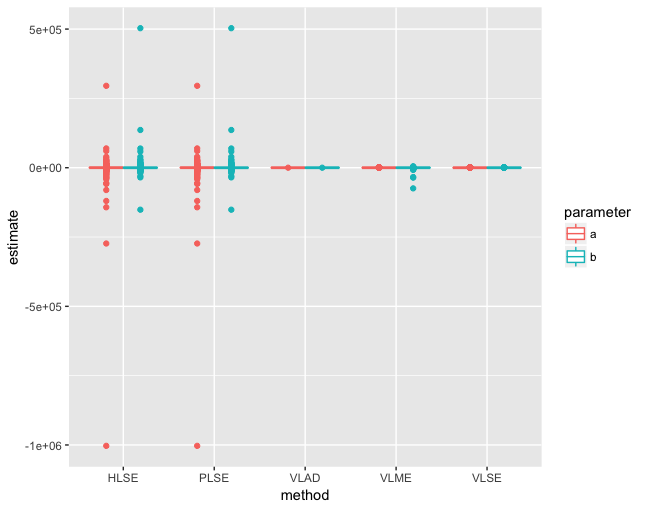 5e+05
0e+00
-5e+05
-1e+06
estimate
HLSE PLSE VLAD VLME VLSE
method
parameter
a
b